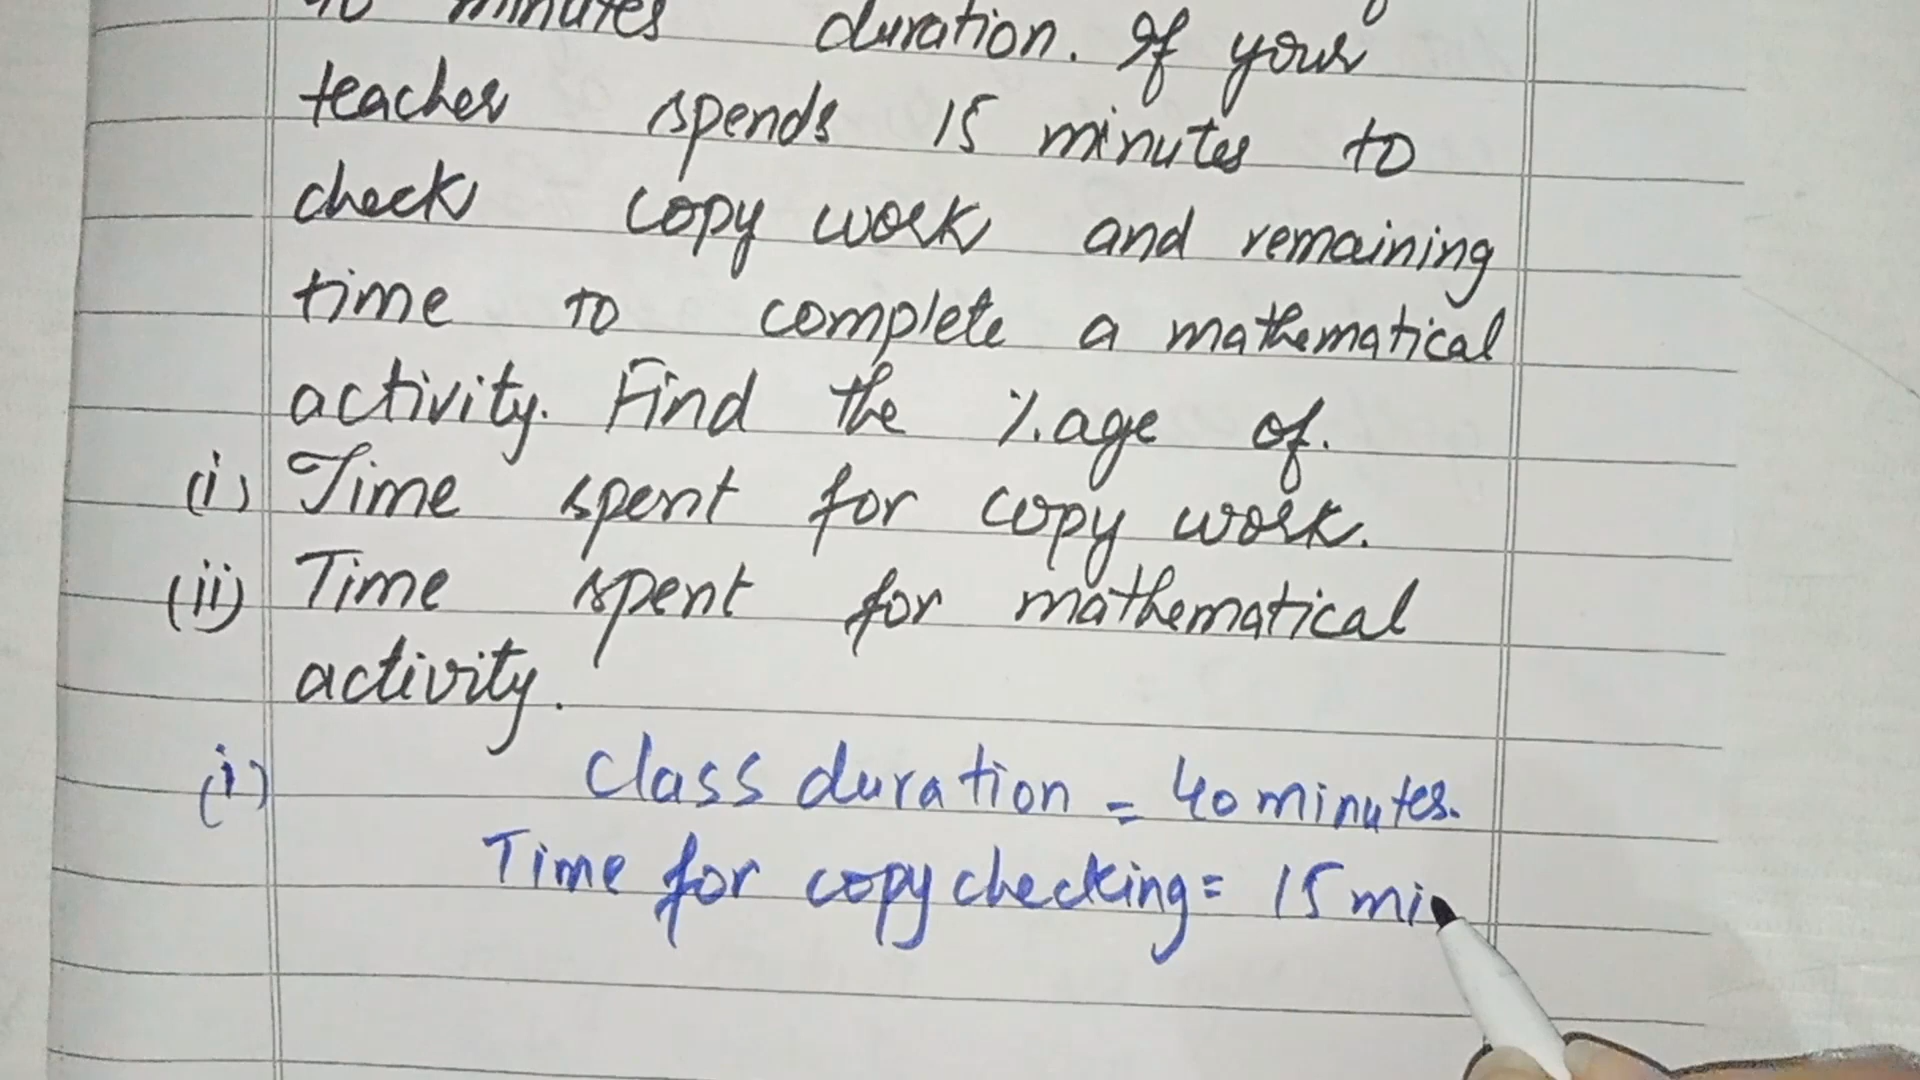 minutes duration. If your
teacher spends 15 minutes to
check copy work and remaining
time to complete a mathematical
activity. Find the %age of.
(i) Time spent for copy work.
(ii) Time spent for mathematical
activity.
(i) Class duration = 40 minutes.
Time for copy checking = 15 min